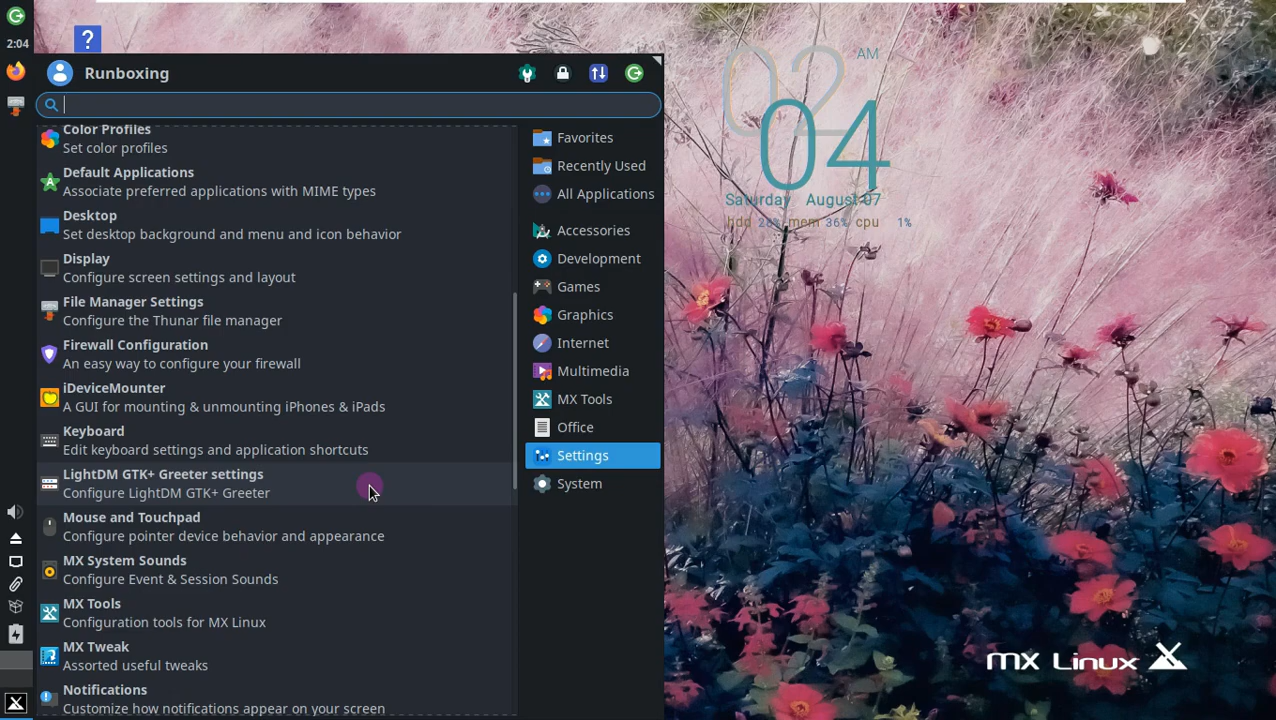 2:04
?
Runboxing
Color Profiles
Set color profiles
Default Applications
Associate preferred applications with MIME types
Desktop
Set desktop background and menu and icon behavior
Display
Configure screen settings and layout
File Manager Settings
Configure the Thunar file manager
Firewall Configuration
An easy way to configure your firewall
iDeviceMounter
A GUI for mounting & unmounting iPhones & iPads
Keyboard
Edit keyboard settings and application shortcuts
LightDM GTK+ Greeter settings
Configure LightDM GTK+ Greeter
Mouse and Touchpad
Configure pointer device behavior and appearance
MX System Sounds
Configure Event & Session Sounds
MX Tools
Configuration tools for MX Linux
MX Tweak
Assorted useful tweaks
Notifications
Customize how notifications appear on your screen
Favorites
Recently Used
All Applications
Accessories
Development
Games
Graphics
Internet
Multimedia
MX Tools
Office
Settings
System
02 AM
04
Saturday August 07
hdd 26% mem 36% cpu 1%
mx Linux